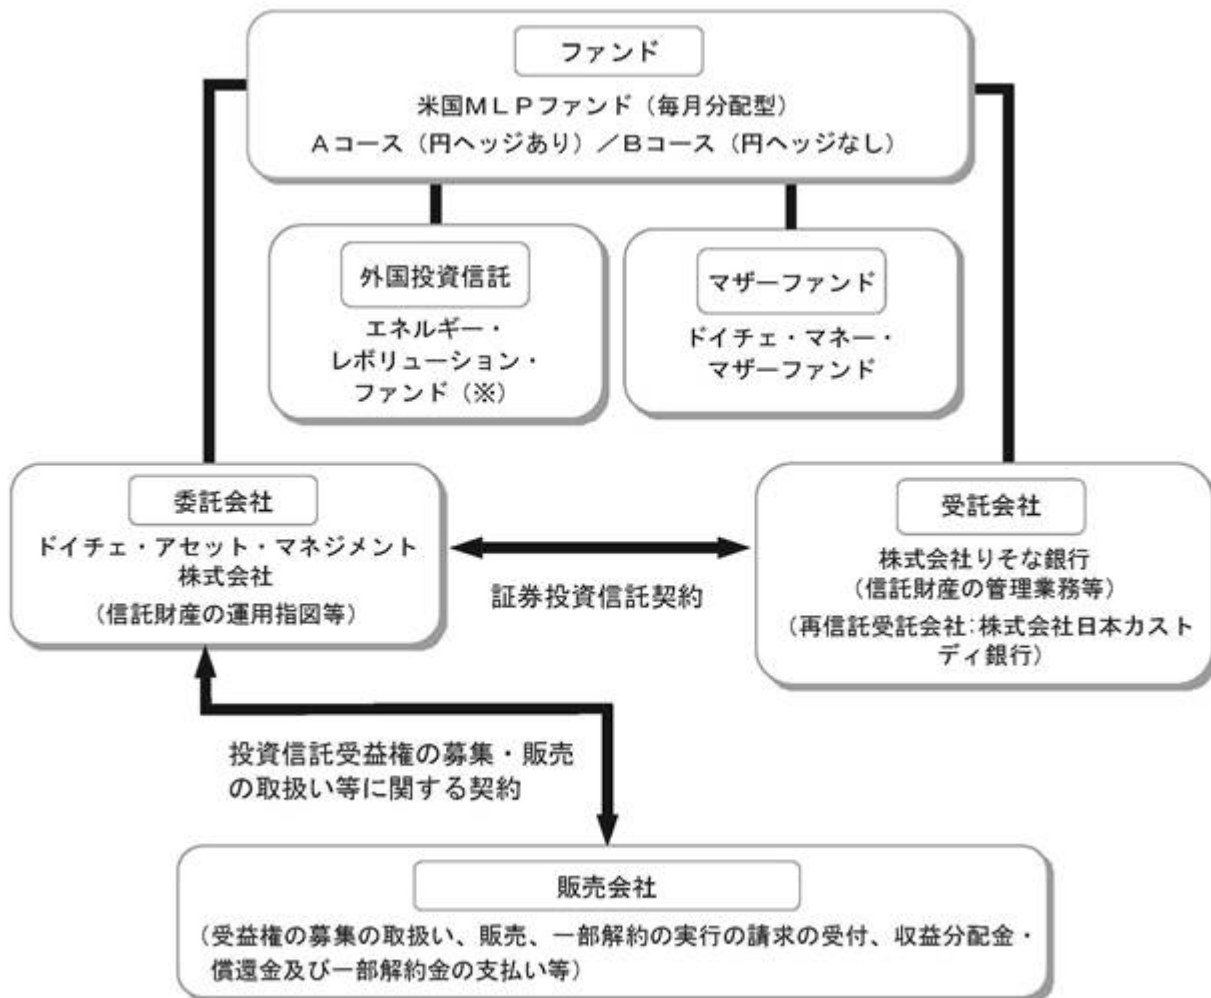 ファンド
米国MLPファンド（毎月分配型）
Aコース（円ヘッジあり）／Bコース（円ヘッジなし）
外国投資信託
エネルギー・
レボリューション・
ファンド（※）
マザーファンド
ドイチェ・マネー・
マザーファンド
委託会社
ドイチェ・アセット・マネジメント
株式会社
（信託財産の運用指図等）
証券投資信託契約
受託会社
株式会社りそな銀行
（信託財産の管理業務等）
（再信託受託会社：株式会社日本カスト
ディ銀行）
投資信託受益権の募集・販売
の取扱い等に関する契約
販売会社
（受益権の募集の取扱い、販売、一部解約の実行の請求の受付、収益分配金・
償還金及び一部解約金の支払い等）